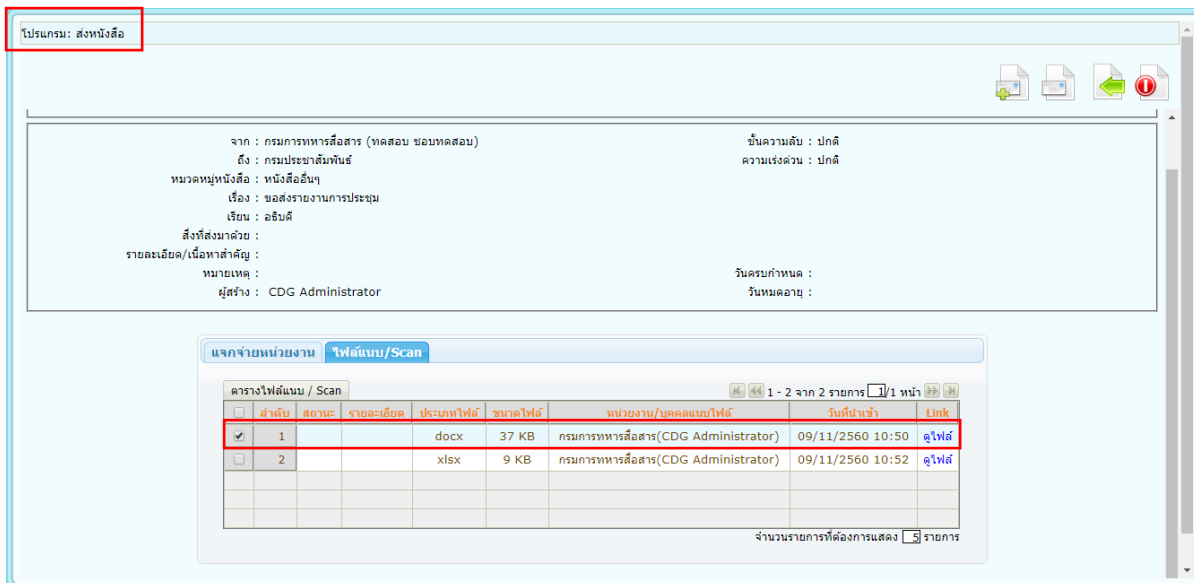 โปรแกรม: ส่งหนังสือ
จาก : กรมการทหารสื่อสาร (ทดสอบ ชอบทดสอบ) ชั้นความลับ : ปกติ
ถึง : กรมประชาสัมพันธ์ ความเร่งด่วน : ปกติ
หมวดหมู่หนังสือ : หนังสืออื่นๆ
เรื่อง : ขอส่งรายงานการประชุม
เรียน : อธิบดี
สิ่งที่ส่งมาด้วย :
รายละเอียด/เนื้อหาสำคัญ :
หมายเหตุ : วันครบกำหนด :
ผู้สร้าง : CDG Administrator วันหมดอายุ :
แจกจ่ายหน่วยงาน ไฟล์แนบ/Scan
ตารางไฟล์แนบ / Scan 1 - 2 จาก 2 รายการ 1/1 หน้า
ลำดับ สถานะ รายละเอียด ประเภทไฟล์ ขนาดไฟล์ หน่วยงาน/บุคคลแนบไฟล์ วันที่นำเข้า Link
1 docx 37 KB กรมการทหารสื่อสาร(CDG Administrator) 09/11/2560 10:50 ดูไฟล์
2 xlsx 9 KB กรมการทหารสื่อสาร(CDG Administrator) 09/11/2560 10:52 ดูไฟล์
จำนวนรายการที่ต้องการแสดง 5 รายการ